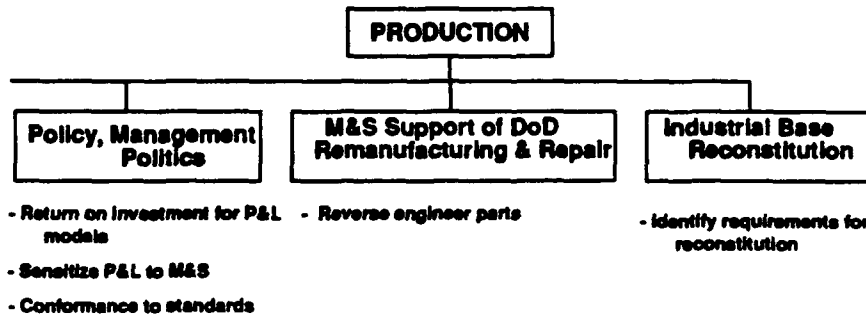 PRODUCTION
Policy, Management
Politics
M&S Support of DoD
Remanufacturing & Repair
Industrial Base
Reconstitution
- Return on Investment for P&L
models
- Sensitize P&L to M&S
- Conformance to standards
- Reverse engineer parts
- Identify requirements for
reconstitution